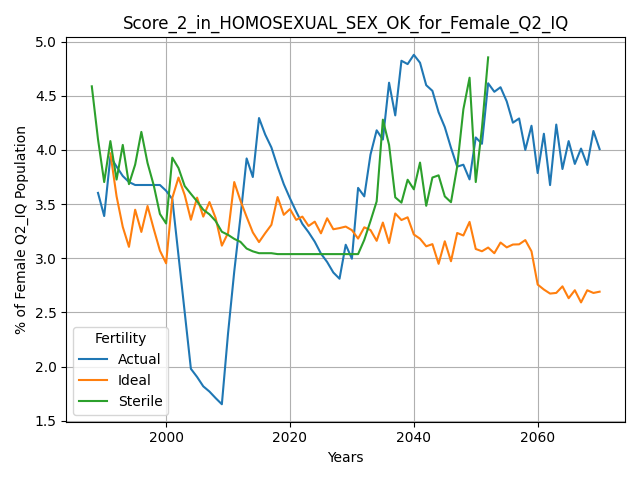 Score_2_in_HOMOSEXUAL_SEX_OK_for_Female_Q2_IQ
% of Female Q2_IQ Population
5.0
4.5
4.0
3.5
3.0
2.5
2.0
1.5
Fertility
Actual
Ideal
Sterile
2000
2020
2040
2060
Years